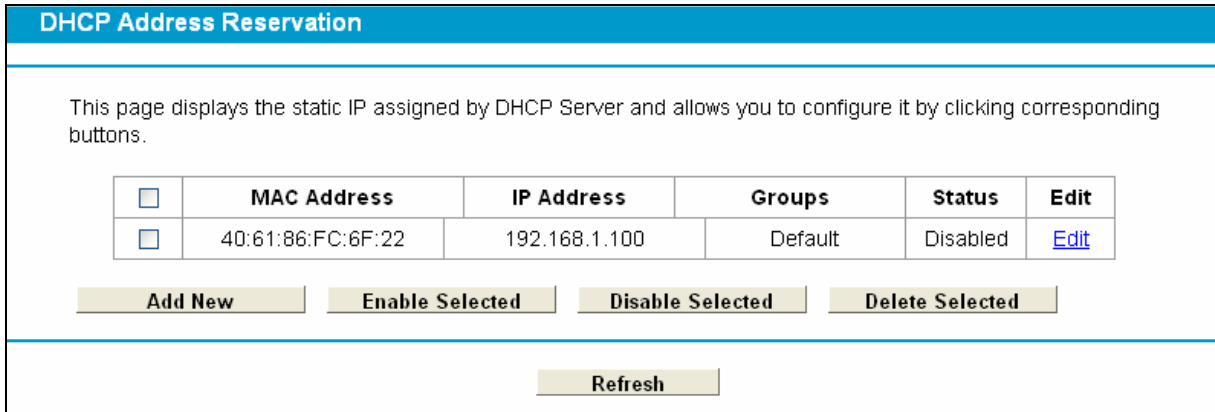 DHCP Address Reservation
This page displays the static IP assigned by DHCP Server and allows you to configure it by clicking corresponding
buttons.
MAC Address IP Address Groups Status Edit
40:61:86:FC:6F:22 192.168.1.100 Default Disabled Edit
Add New Enable Selected Disable Selected Delete Selected
Refresh